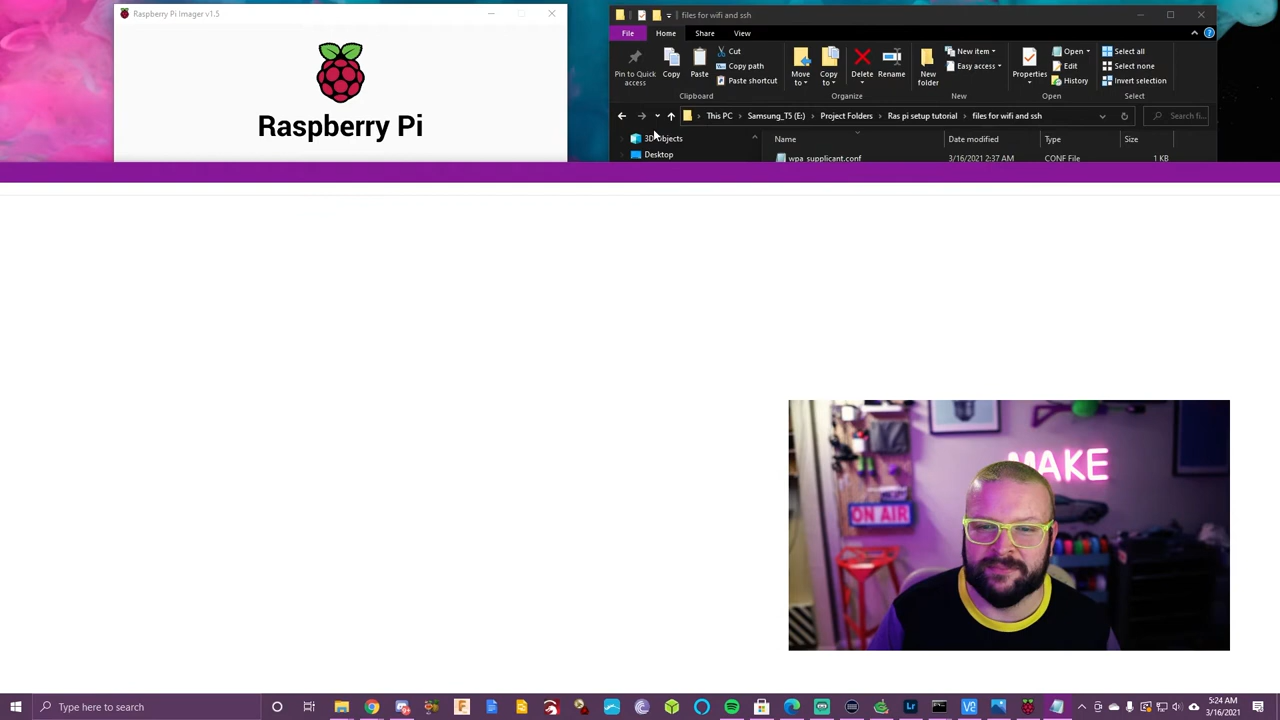 Raspberry Pi Imager v1.5
Raspberry Pi
files for wifi and ssh
File Home Share View
Pin to Quick access
Copy
Paste
Cut
Copy path
Paste shortcut
Clipboard
Move to
Copy to
Delete
Rename
Organize
New folder
New item
Easy access
New
Properties
Open
Edit
History
Open
Select all
Select none
Invert selection
Select
This PC > Samsung_T5 (E:) > Project Folders > Ras pi setup tutorial > files for wifi and ssh
Search fi...
3D Objects
Desktop
Name Date modified Type Size
wpa_supplicant.conf 3/16/2021 2:37 AM CONF File 1 KB
MAKE
ON AIR
Type here to search
5:24 AM
3/16/2021